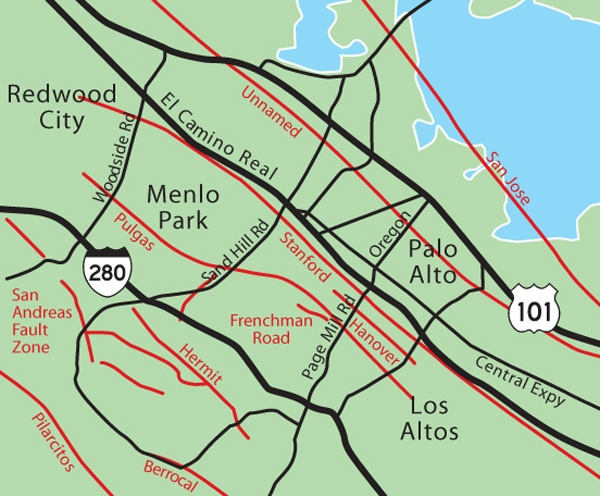 Redwood
City
Woodside Rd
El Camino Real
Unnamed
San Jose
Menlo
Park
Pulgas
Sand Hill Rd
Stanford
Oregon
Palo
Alto
280
101
San
Andreas
Fault
Zone
Frenchman
Road
Page Mill Rd
Hanover
Hermit
Central Expy
Los
Altos
Pilarcitos
Berrocal